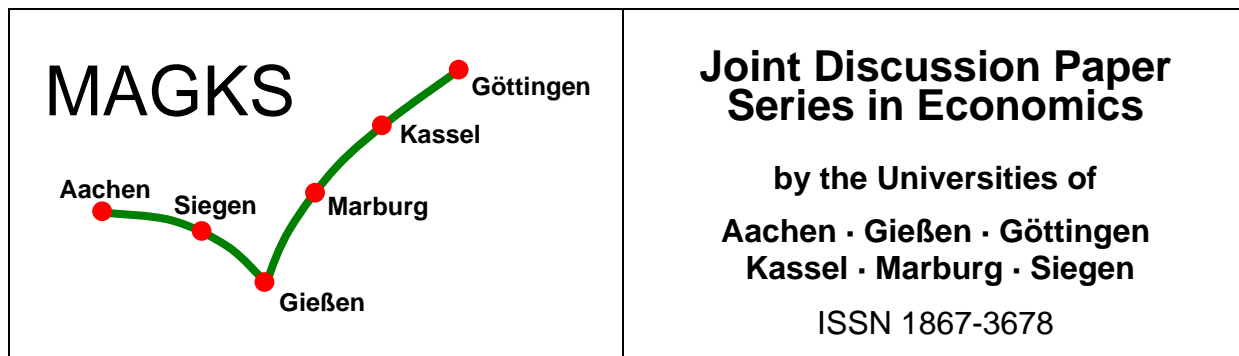 MAGKS
Göttingen
Kassel
Aachen
Siegen
Marburg
Gießen
Joint Discussion Paper
Series in Economics
by the Universities of
Aachen · Gießen · Göttingen
Kassel · Marburg · Siegen
ISSN 1867-3678